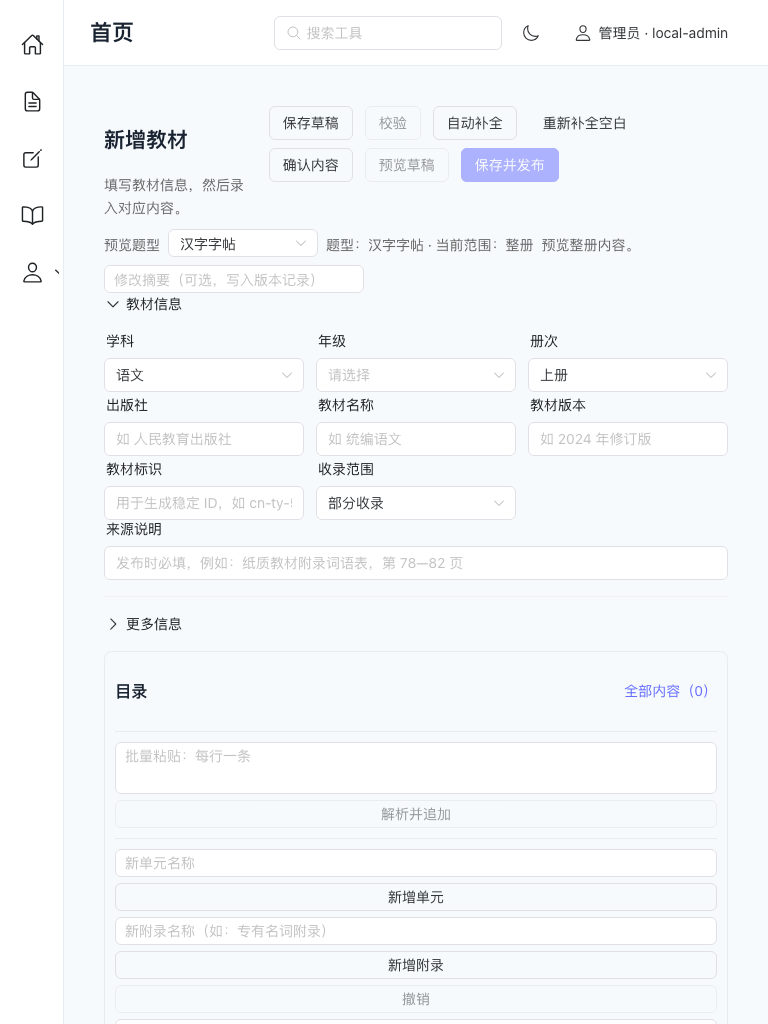 首页
搜索工具
管理员 · local-admin
新增教材
填写教材信息，然后录
入对应内容。
保存草稿
校验
自动补全
重新补全空白
确认内容
预览草稿
保存并发布
预览题型
汉字字帖
题型：汉字字帖 · 当前范围：整册 预览整册内容。
修改摘要（可选，写入版本记录）
教材信息
学科
年级
册次
语文
请选择
上册
出版社
教材名称
教材版本
如 人民教育出版社
如 统编语文
如 2024 年修订版
教材标识
收录范围
用于生成稳定 ID，如 cn-ty-
部分收录
来源说明
发布时必填，例如：纸质教材附录词语表，第 78—82 页
更多信息
目录
全部内容（0）
批量粘贴：每行一条
解析并追加
新单元名称
新增单元
新附录名称（如：专有名词附录）
新增附录
撤销